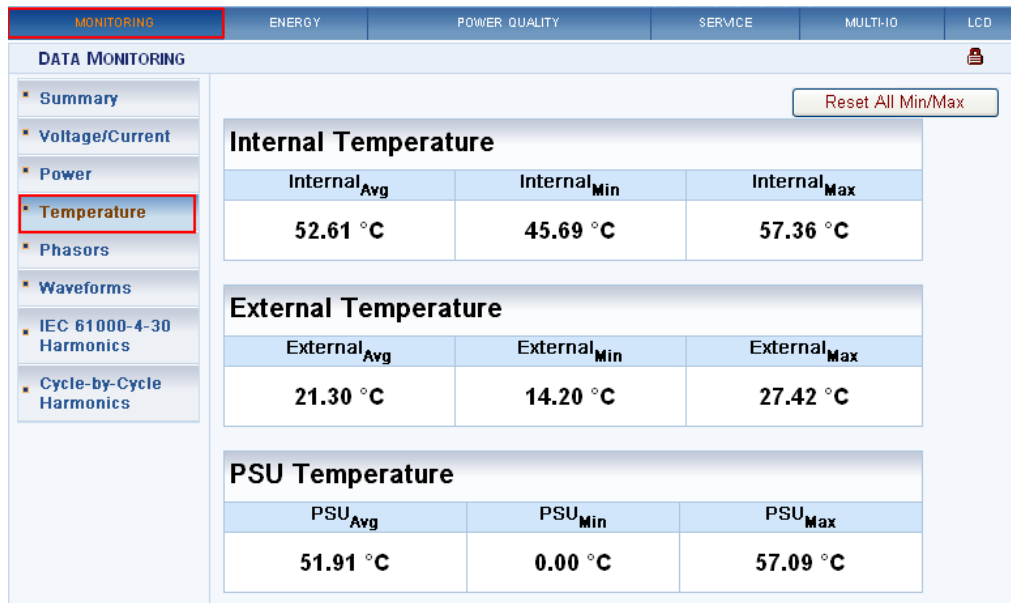 MONITORING ENERGY POWER QUALITY SERVICE MULTI-IO LCD
DATA MONITORING
Summary
Voltage/Current
Power
Temperature
Phasors
Waveforms
IEC 61000-4-30
Harmonics
Cycle-by-Cycle
Harmonics
Reset All Min/Max
Internal Temperature
InternalAvg InternalMin InternalMax
52.61 °C 45.69 °C 57.36 °C
External Temperature
ExternalAvg ExternalMin ExternalMax
21.30 °C 14.20 °C 27.42 °C
PSU Temperature
PSUAvg PSUMin PSUMax
51.91 °C 0.00 °C 57.09 °C